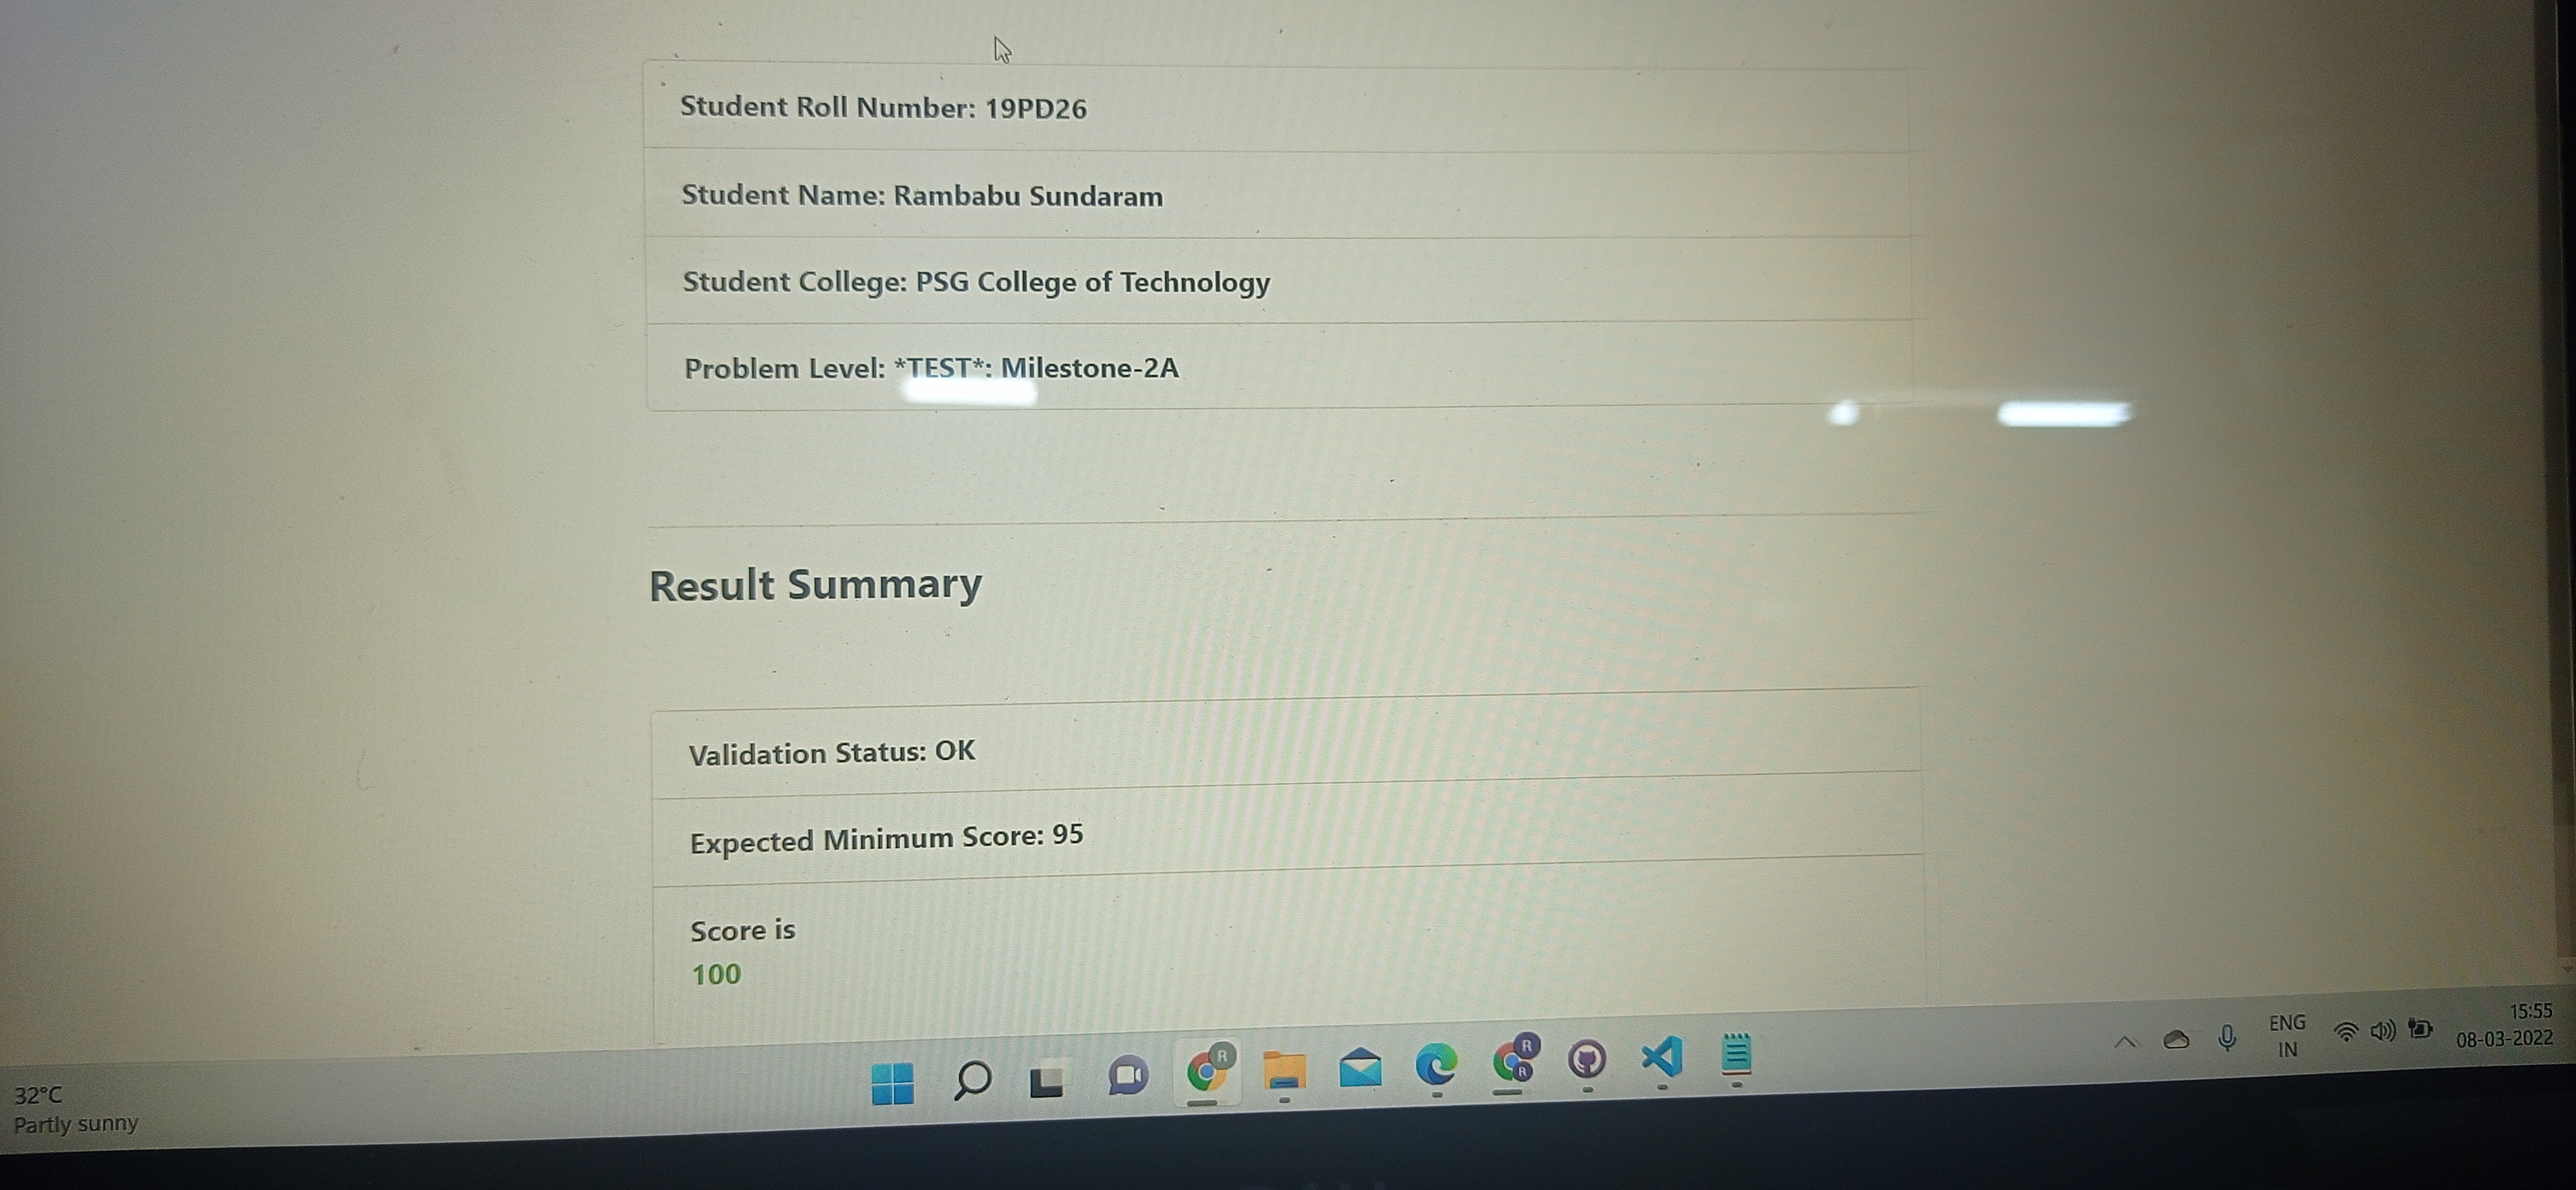 Student Roll Number: 19PD26
Student Name: Rambabu Sundaram
Student College: PSG College of Technology
Problem Level: *TEST*: Milestone-2A
Result Summary
Validation Status: OK
Expected Minimum Score: 95
Score is
100
R
R
R
32°C
Partly sunny
ENG
IN
15:55
08-03-2022